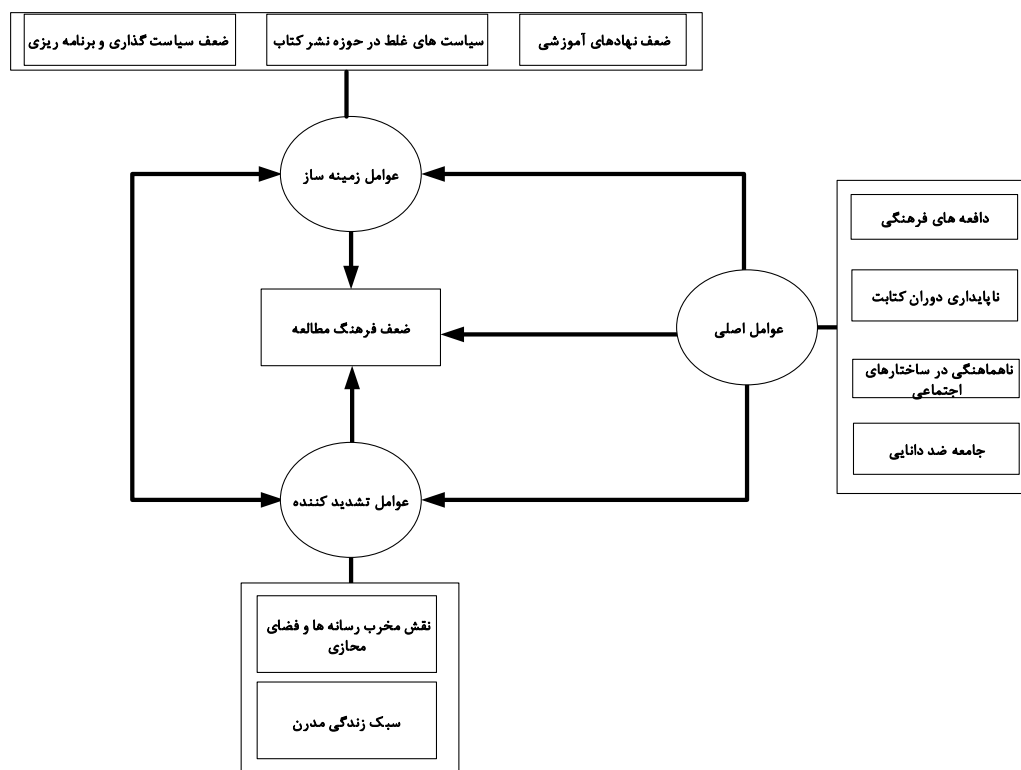 ضعف نهادهای آموزشی
سیاست های غلط در حوزه نشر کتاب
ضعف سیاست گذاری و برنامه ریزی
عوامل زمینه ساز
دافعه های فرهنگی
ناپایداری دوران کتابت
ناهماهنگی در ساختارهای
اجتماعی
جامعه ضد دانایی
عوامل اصلی
ضعف فرهنگ مطالعه
عوامل تشدید کننده
نقش مخرب رسانه ها و فضای
محازی
سبک زندگی مدرن